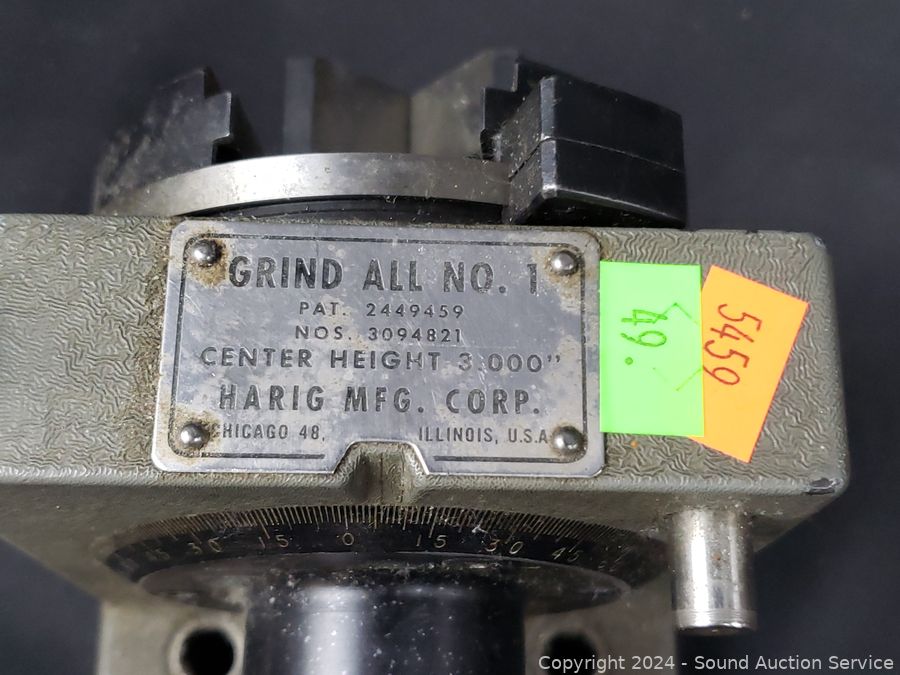 GRIND ALL NO. 1
PAT. 2449459
NOS. 3094821
CENTER HEIGHT 3.000"
HARIG MFG. CORP.
CHICAGO 48, ILLINOIS, U.S.A.
49.
5459
45 30 15 0 15 30 45
Copyright © 2024 - Sound Auction Service